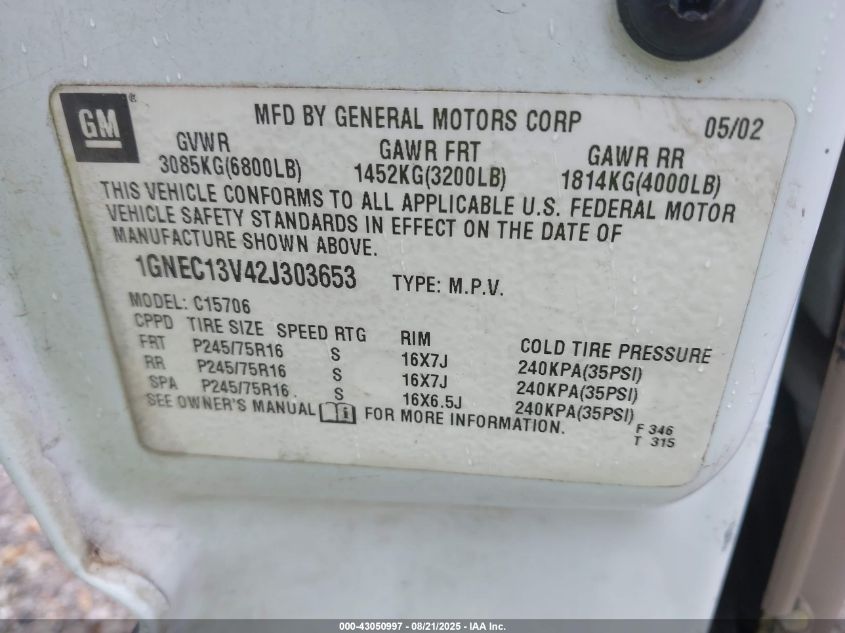 GM ®
MFD BY GENERAL MOTORS CORP 05/02
GVWR GAWR FRT GAWR RR
3085KG(6800LB) 1452KG(3200LB) 1814KG(4000LB)
THIS VEHICLE CONFORMS TO ALL APPLICABLE U.S. FEDERAL MOTOR
VEHICLE SAFETY STANDARDS IN EFFECT ON THE DATE OF
MANUFACTURE SHOWN ABOVE.
1GNEC13V42J303653 TYPE: M.P.V.
MODEL: C15706
CPPD TIRE SIZE SPEED RTG RIM COLD TIRE PRESSURE
FRT P245/75R16 S 16X7J 240KPA(35PSI)
RR P245/75R16 S 16X7J 240KPA(35PSI)
SPA P245/75R16 S 16X6.5J 240KPA(35PSI)
SEE OWNER'S MANUAL i FOR MORE INFORMATION.
F 346
T 315
000-43050997 - 08/21/2025 - IAA Inc.